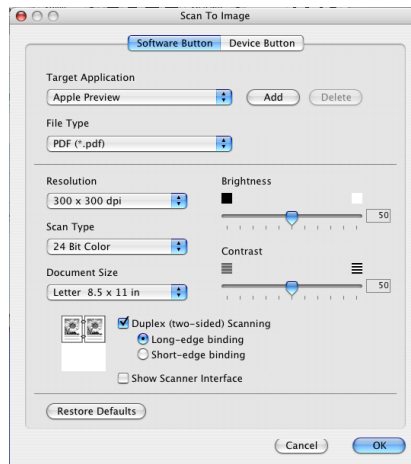 Scan To Image
Software Button Device Button
Target Application
Apple Preview Add Delete
File Type
PDF (*.pdf)
Resolution Brightness
300 x 300 dpi
50
Scan Type
24 Bit Color
Contrast
Document Size
Letter 8.5 x 11 in 50
Duplex (two-sided) Scanning
Long-edge binding
Short-edge binding
Show Scanner Interface
Restore Defaults
Cancel OK